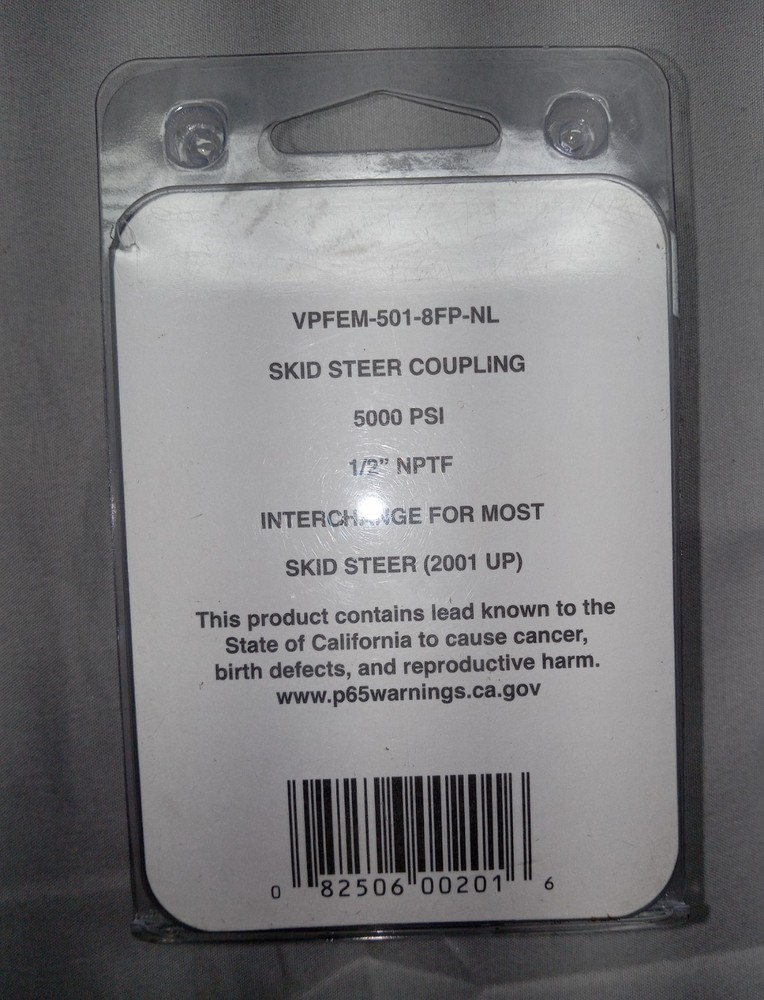 VPFEM-501-8FP-NL
SKID STEER COUPLING
5000 PSI
1/2" NPTF
INTERCHANGE FOR MOST
SKID STEER (2001 UP)
This product contains lead known to the
State of California to cause cancer,
birth defects, and reproductive harm.
www.p65warnings.ca.gov
0 82506 00201 6